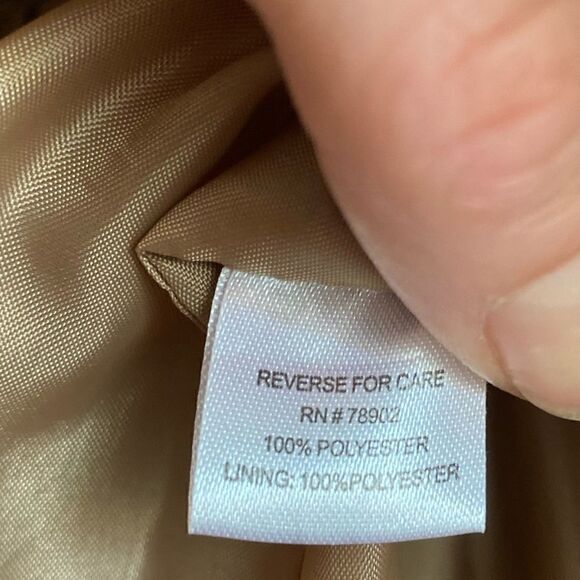 REVERSE FOR CARE
RN # 78902
100% POLYESTER
LINING: 100%POLYESTER